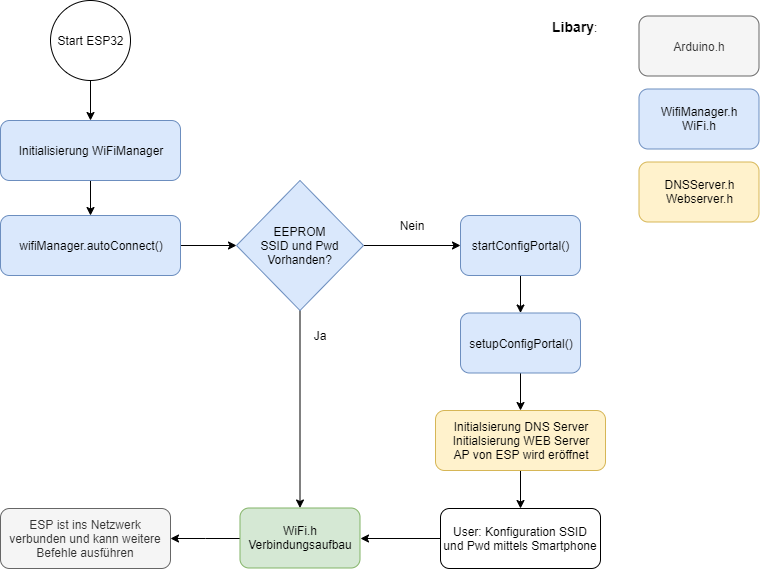 Start ESP32
Libary:
Arduino.h
WifiManager.h
WiFi.h
DNSServer.h
Webserver.h
Initialisierung WiFiManager
wifiManager.autoConnect()
EEPROM
SSID und Pwd
Vorhanden?
Nein
startConfigPortal()
Ja
setupConfigPortal()
Initialsierung DNS Server
Initialsierung WEB Server
AP von ESP wird eröffnet
User: Konfiguration SSID
und Pwd mittels Smartphone
WiFi.h
Verbindungsaufbau
ESP ist ins Netzwerk
verbunden und kann weitere
Befehle ausführen